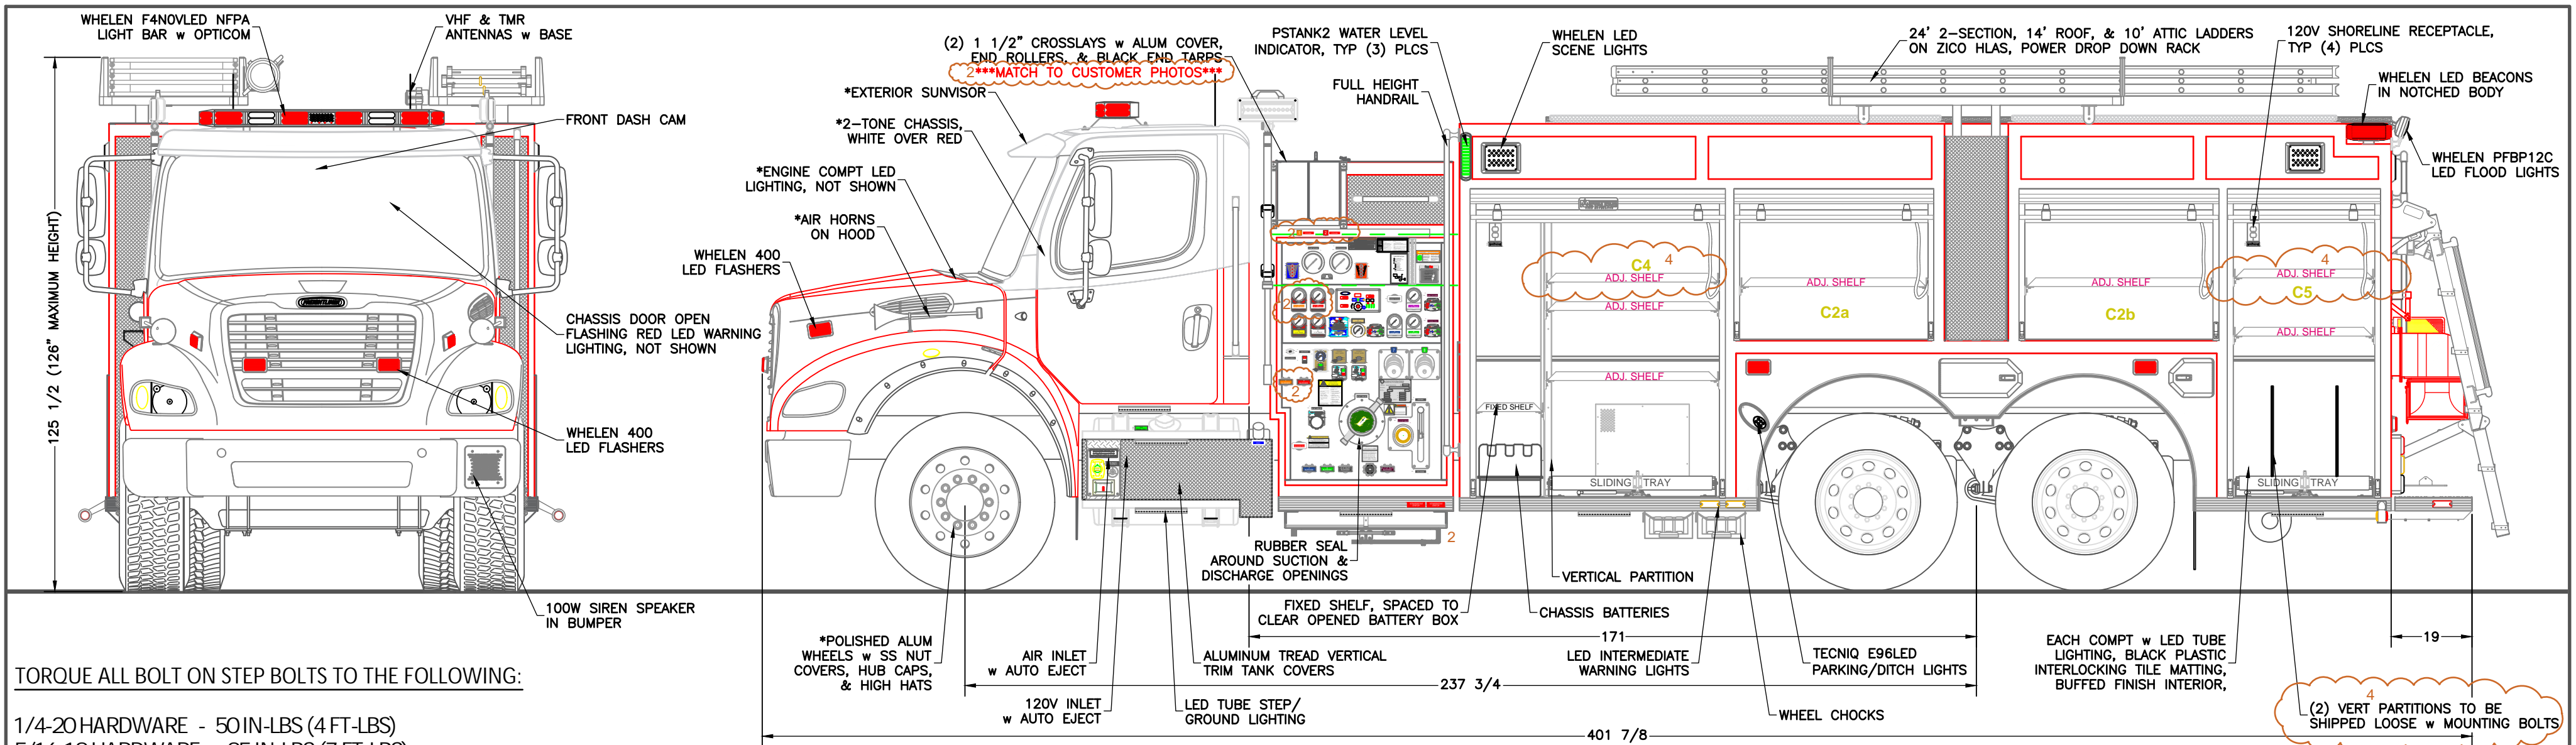 WHELEN F4N0VLED NFPA
LIGHT BAR w OPTICOM
VHF & TMR
ANTENNAS w BASE
FRONT DASH CAM
125 1/2 (126" MAXIMUM HEIGHT)
CHASSIS DOOR OPEN
FLASHING RED LED WARNING
LIGHTING, NOT SHOWN
WHELEN 400
LED FLASHERS
100W SIREN SPEAKER
IN BUMPER
(2) 1 1/2" CROSSLAYS w ALUM COVER,
END ROLLERS, & BLACK END TARPS
2***MATCH TO CUSTOMER PHOTOS***
*EXTERIOR SUNVISOR
*2-TONE CHASSIS,
WHITE OVER RED
*ENGINE COMPT LED
LIGHTING, NOT SHOWN
*AIR HORNS
ON HOOD
WHELEN 400
LED FLASHERS
PSTANK2 WATER LEVEL
INDICATOR, TYP (3) PLCS
FULL HEIGHT
HANDRAIL
WHELEN LED
SCENE LIGHTS
24' 2-SECTION, 14' ROOF, & 10' ATTIC LADDERS
ON ZICO HLAS, POWER DROP DOWN RACK
120V SHORELINE RECEPTACLE,
TYP (4) PLCS
WHELEN LED BEACONS
IN NOTCHED BODY
WHELEN PFBP12C
LED FLOOD LIGHTS
2
2
2
2
C4
4
ADJ. SHELF
ADJ. SHELF
ADJ. SHELF
ADJ. SHELF
C2a
ADJ. SHELF
C2b
4
ADJ. SHELF
C5
ADJ. SHELF
FIXED SHELF
SLIDING TRAY
SLIDING TRAY
RUBBER SEAL
AROUND SUCTION &
DISCHARGE OPENINGS
VERTICAL PARTITION
FIXED SHELF, SPACED TO
CLEAR OPENED BATTERY BOX
CHASSIS BATTERIES
*POLISHED ALUM
WHEELS w SS NUT
COVERS, HUB CAPS,
& HIGH HATS
AIR INLET
w AUTO EJECT
120V INLET
w AUTO EJECT
ALUMINUM TREAD VERTICAL
TRIM TANK COVERS
LED TUBE STEP/
GROUND LIGHTING
171
237 3/4
401 7/8
19
LED INTERMEDIATE
WARNING LIGHTS
TECNIQ E96LED
PARKING/DITCH LIGHTS
WHEEL CHOCKS
EACH COMPT w LED TUBE
LIGHTING, BLACK PLASTIC
INTERLOCKING TILE MATTING,
BUFFED FINISH INTERIOR,
4
(2) VERT PARTITIONS TO BE
SHIPPED LOOSE w MOUNTING BOLTS
TORQUE ALL BOLT ON STEP BOLTS TO THE FOLLOWING:
1/4-20 HARDWARE - 50 IN-LBS (4 FT-LBS)